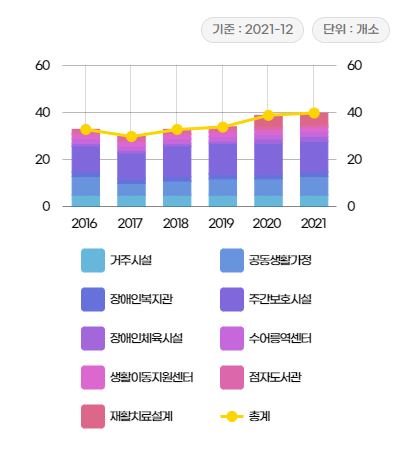 기준 : 2021-12 단위 : 개소
60 60
40 40
20 20
0 0
2016 2017 2018 2019 2020 2021
거주시설 공동생활가정
장애인복지관 주간보호시설
장애인체육시설 수어통역센터
생활이동지원센터 점자도서관
재활치료설계 총계